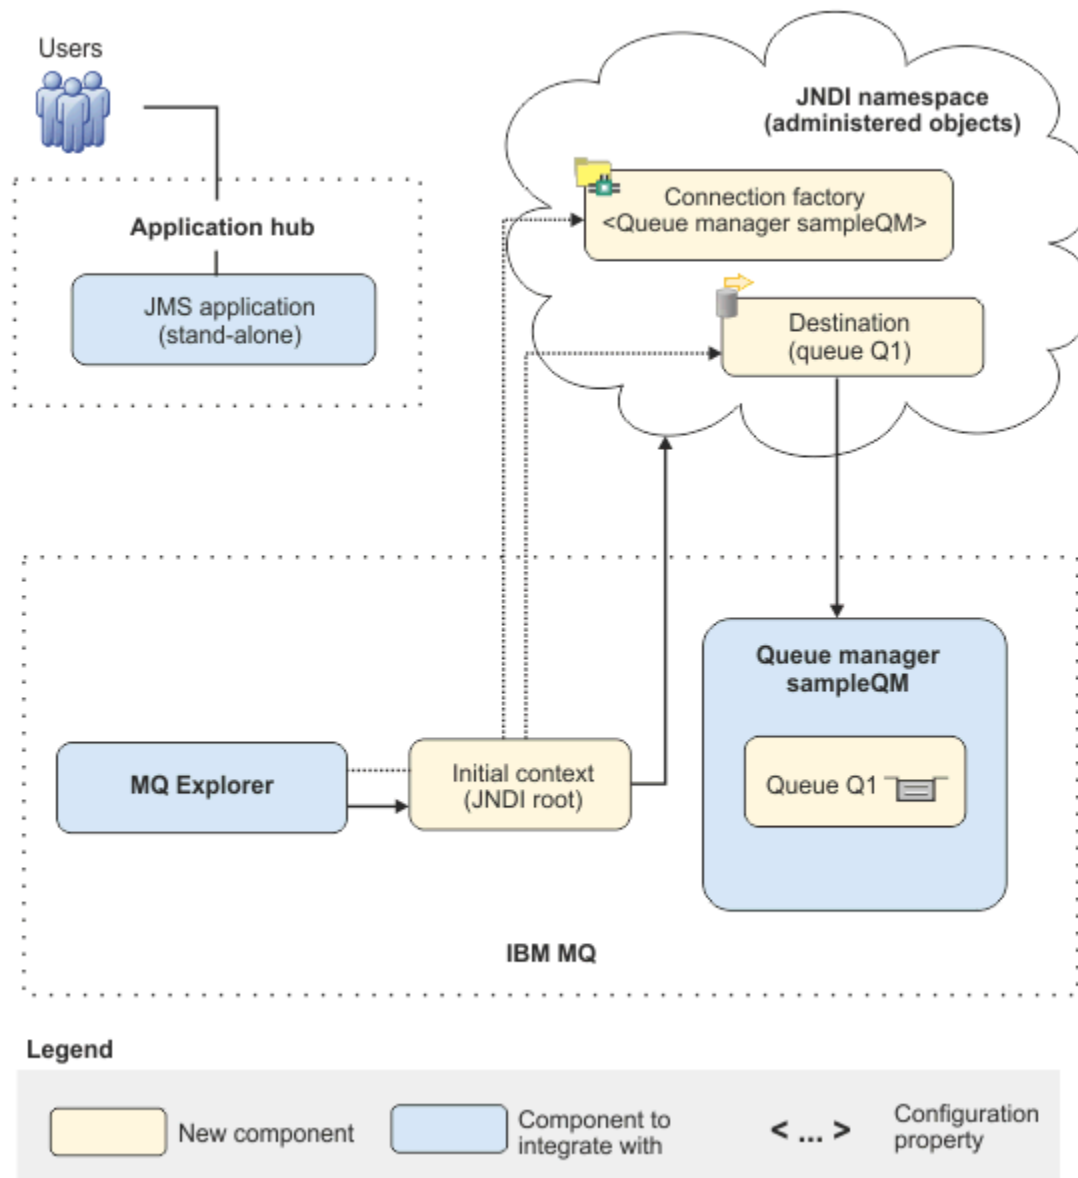 Users
JNDI namespace
(administered objects)
Connection factory
<Queue manager sampleQM>
Application hub
JMS application
(stand-alone)
Destination
(queue Q1)
Queue manager
sampleQM
MQ Explorer
Initial context
(JNDI root)
Queue Q1
IBM MQ
Legend
New component
Component to
integrate with
< ... >
Configuration
property